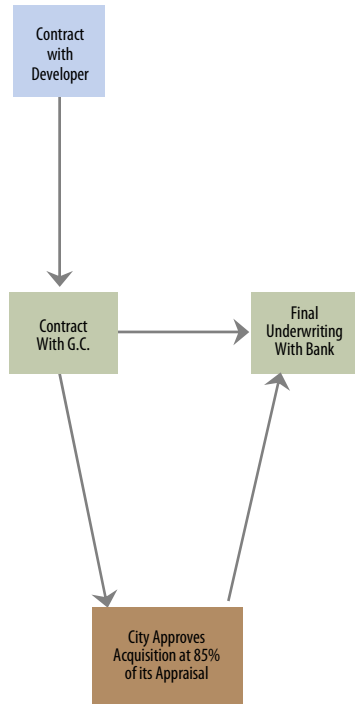 Contract
with
Developer
Contract
With G.C.
Final
Underwriting
With Bank
City Approves
Acquisition at 85%
of its Appraisal